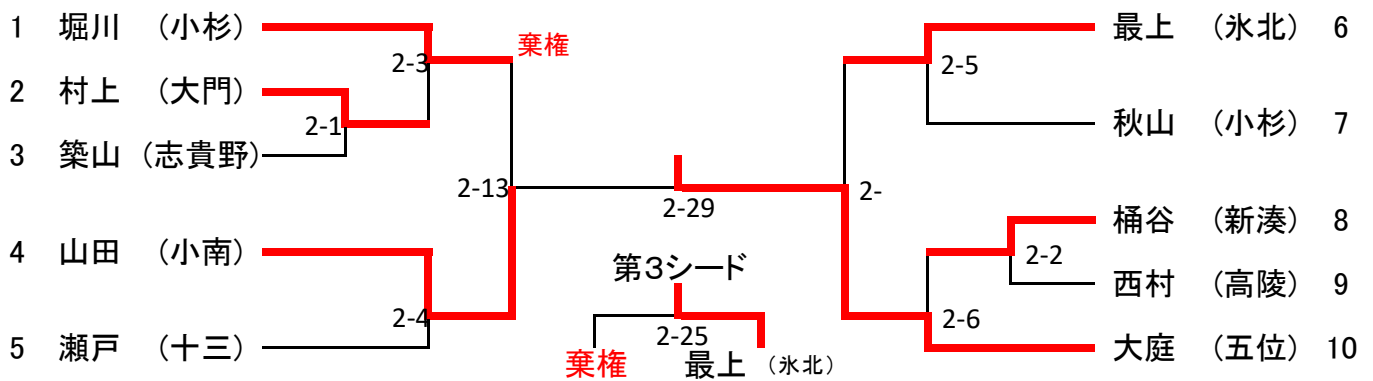 1 堀川 （小杉）
棄権
2-3
2 村上 （大門）
2-1
3 築山 （志貴野）
2-13
4 山田 （小南）
2-4
5 瀬戸 （十三）
2-29
第3シード
2-25
棄権 最上 （氷北）
最上 （氷北） 6
2-5
秋山 （小杉） 7
2-
桶谷 （新湊） 8
2-2
西村 （高陵） 9
2-6
大庭 （五位） 10